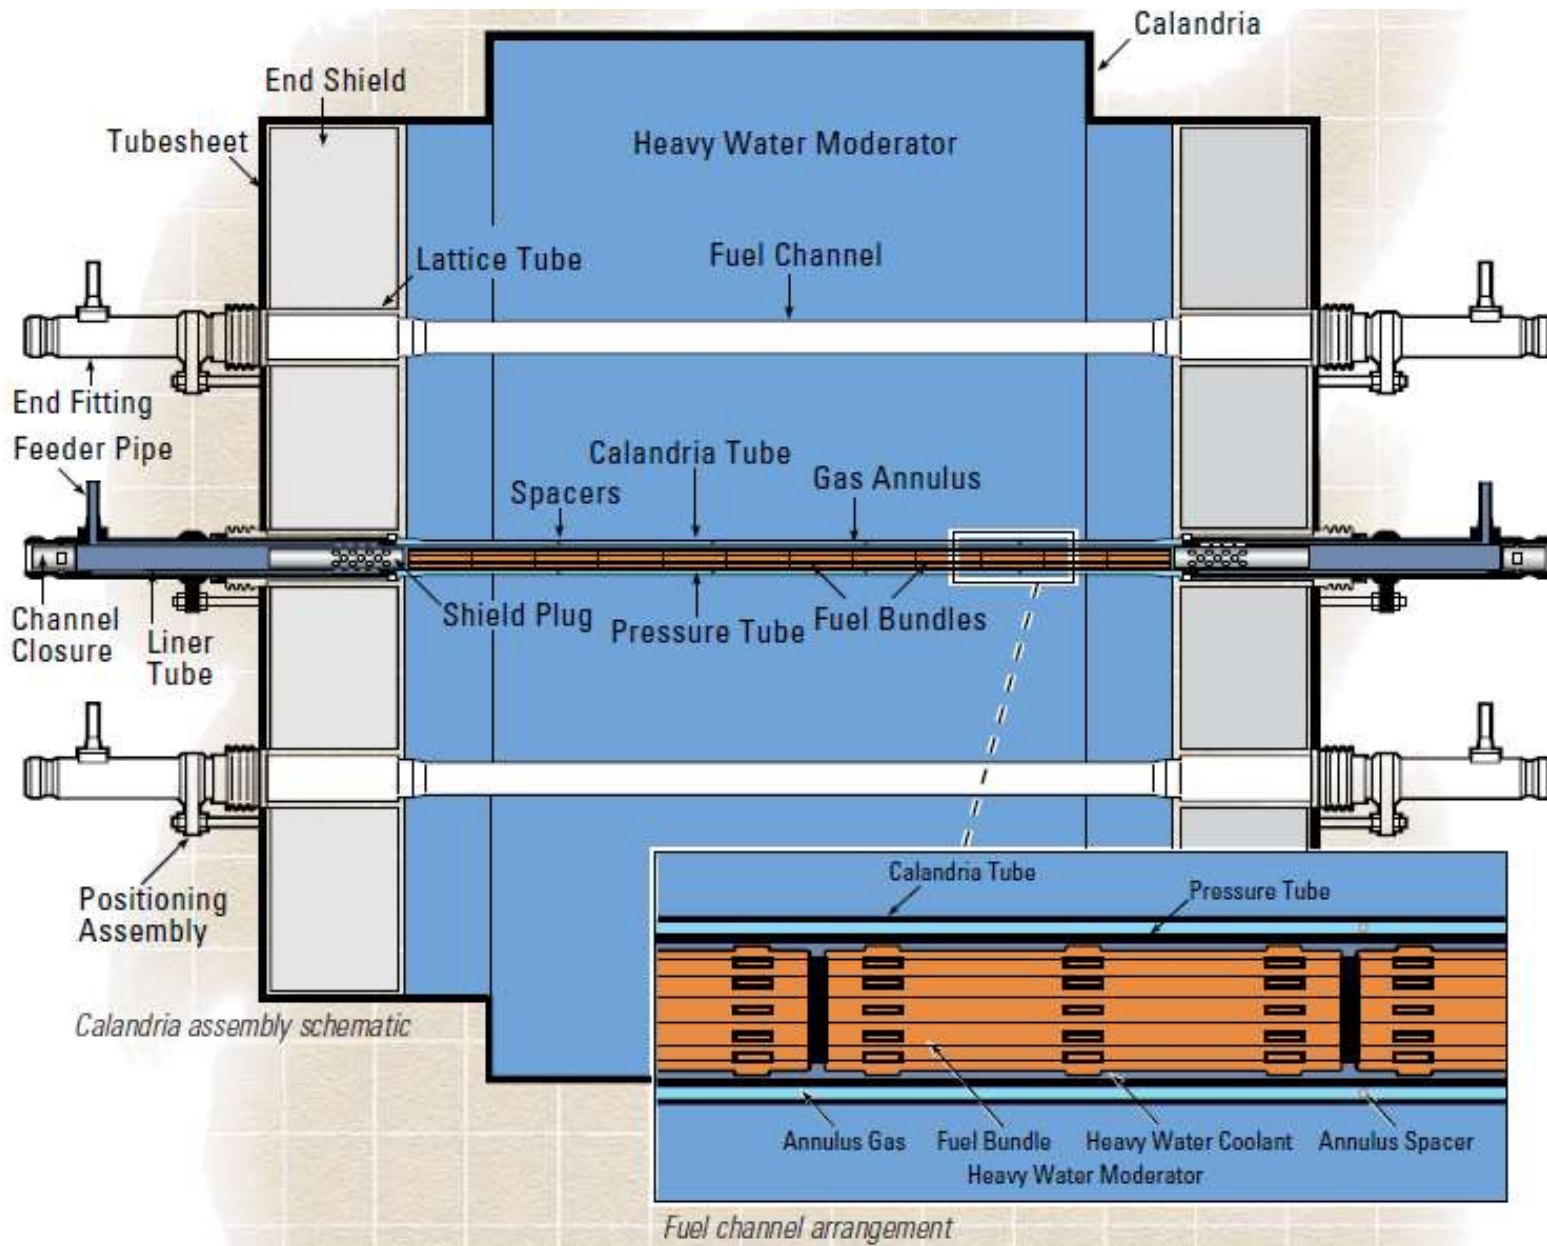 Calandria
End Shield
Tubesheet
Heavy Water Moderator
Lattice Tube
Fuel Channel
End Fitting
Feeder Pipe
Calandria Tube
Gas Annulus
Spacers
Channel
Closure
Liner
Tube
Shield Plug
Pressure Tube
Fuel Bundles
Positioning
Assembly
Calandria assembly schematic
Calandria Tube
Pressure Tube
Annulus Gas
Fuel Bundle
Heavy Water Coolant
Annulus Spacer
Heavy Water Moderator
Fuel channel arrangement